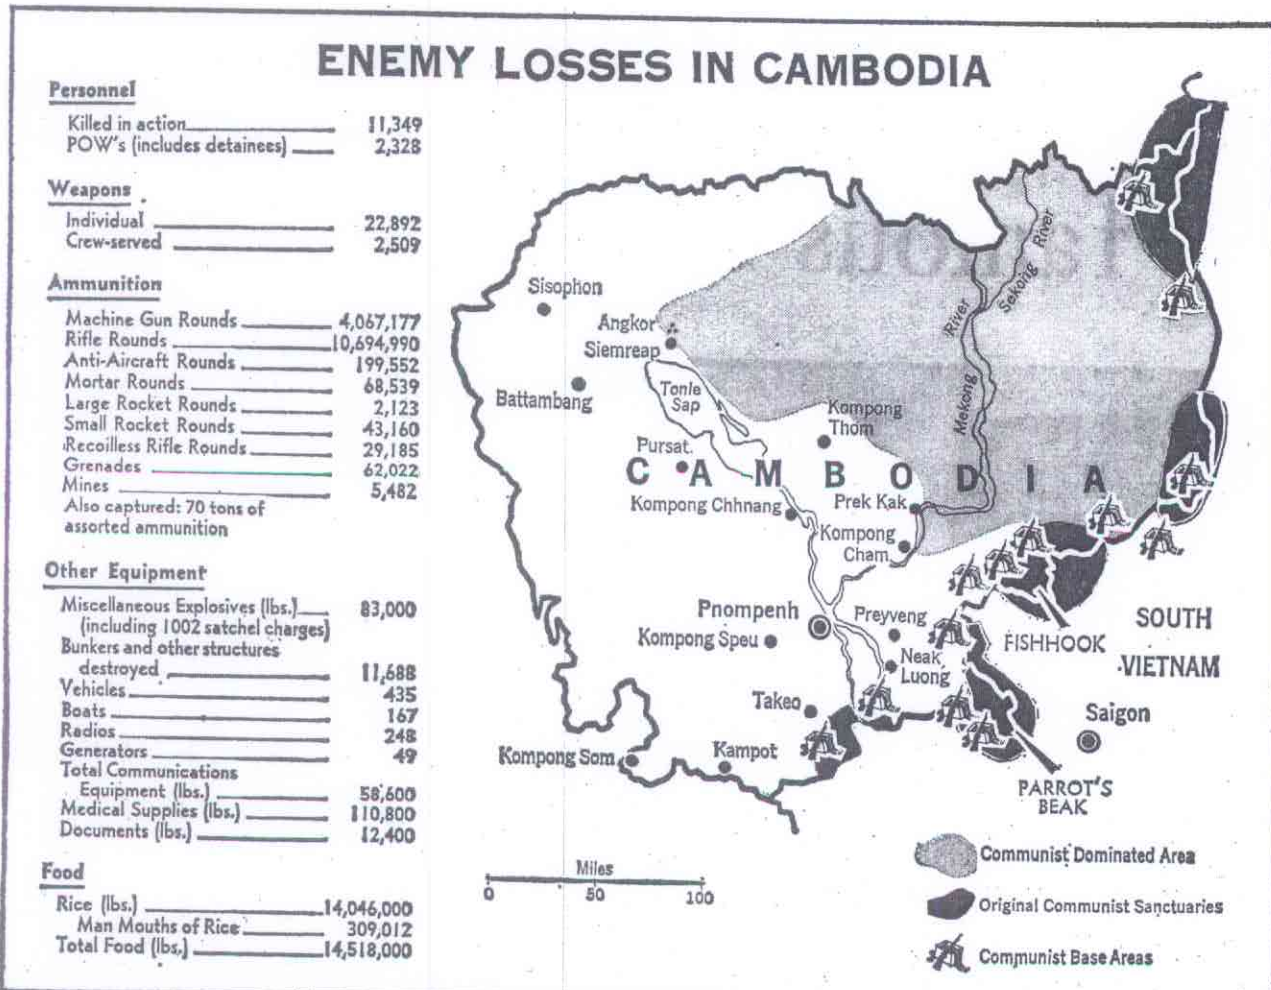 ENEMY LOSSES IN CAMBODIA
Personnel
Killed in action 11,349
POW's (includes detainees) 2,328
Weapons
Individual 22,892
Crew-served 2,509
Ammunition
Machine Gun Rounds 4,067,177
Rifle Rounds 10,694,990
Anti-Aircraft Rounds 199,552
Mortar Rounds 68,539
Large Rocket Rounds 2,123
Small Rocket Rounds 43,160
Recoilless Rifle Rounds 29,185
Grenades 62,022
Mines 5,482
Also captured: 70 tons of
assorted ammunition
Other Equipment
Miscellaneous Explosives (lbs.) 83,000
(including 1002 satchel charges)
Bunkers and other structures
destroyed 11,688
Vehicles 435
Boats 167
Radios 248
Generators 49
Total Communications
Equipment (lbs.) 58,600
Medical Supplies (lbs.) 110,800
Documents (lbs.) 12,400
Food
Rice (lbs.) 14,046,000
Man Mouths of Rice 309,012
Total Food (lbs.) 14,518,000
Sisophon
Angkor
Siemreap
Battambang
Tonle
Sap
Kompong
Thom
Mekong River
Sekong River
Pursat
CAMBODIA
Kompong Chhnang
Prek Kak
Kompong
Cham
Pnompenh
Preyveng
Kompong Speu
Neak
Luong
Takeo
Kompong Som
Kampot
FISHHOOK
SOUTH
VIETNAM
Saigon
PARROT'S
BEAK
Miles
0 50 100
Communist Dominated Area
Original Communist Sanctuaries
Communist Base Areas